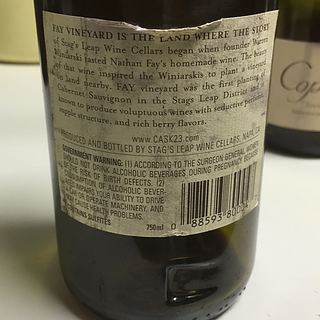 FAY VINEYARD IS THE LAND WHERE THE STORY
of Stag's Leap Wine Cellars began when founder Warren
Winiarski tasted Nathan Fay's homemade wine. The beauty
of that wine inspired the Winiarskis to plant a vineyard
on land nearby. FAY vineyard was the first planting of
Cabernet Sauvignon in the Stags Leap District and is
known to produce voluptuous wines with seductive perfume,
supple structure, and rich berry flavors.
www.CASK23.com
PRODUCED AND BOTTLED BY STAG'S LEAP WINE CELLARS, NAPA, CA
GOVERNMENT WARNING: (1) ACCORDING TO THE SURGEON GENERAL, WOMEN
SHOULD NOT DRINK ALCOHOLIC BEVERAGES DURING PREGNANCY BECAUSE
OF THE RISK OF BIRTH DEFECTS. (2)
CONSUMPTION OF ALCOHOLIC BEVER-
AGES IMPAIRS YOUR ABILITY TO DRIVE
A CAR OR OPERATE MACHINERY, AND
MAY CAUSE HEALTH PROBLEMS.
CONTAINS SULFITES
750ml
0
88593
Cop